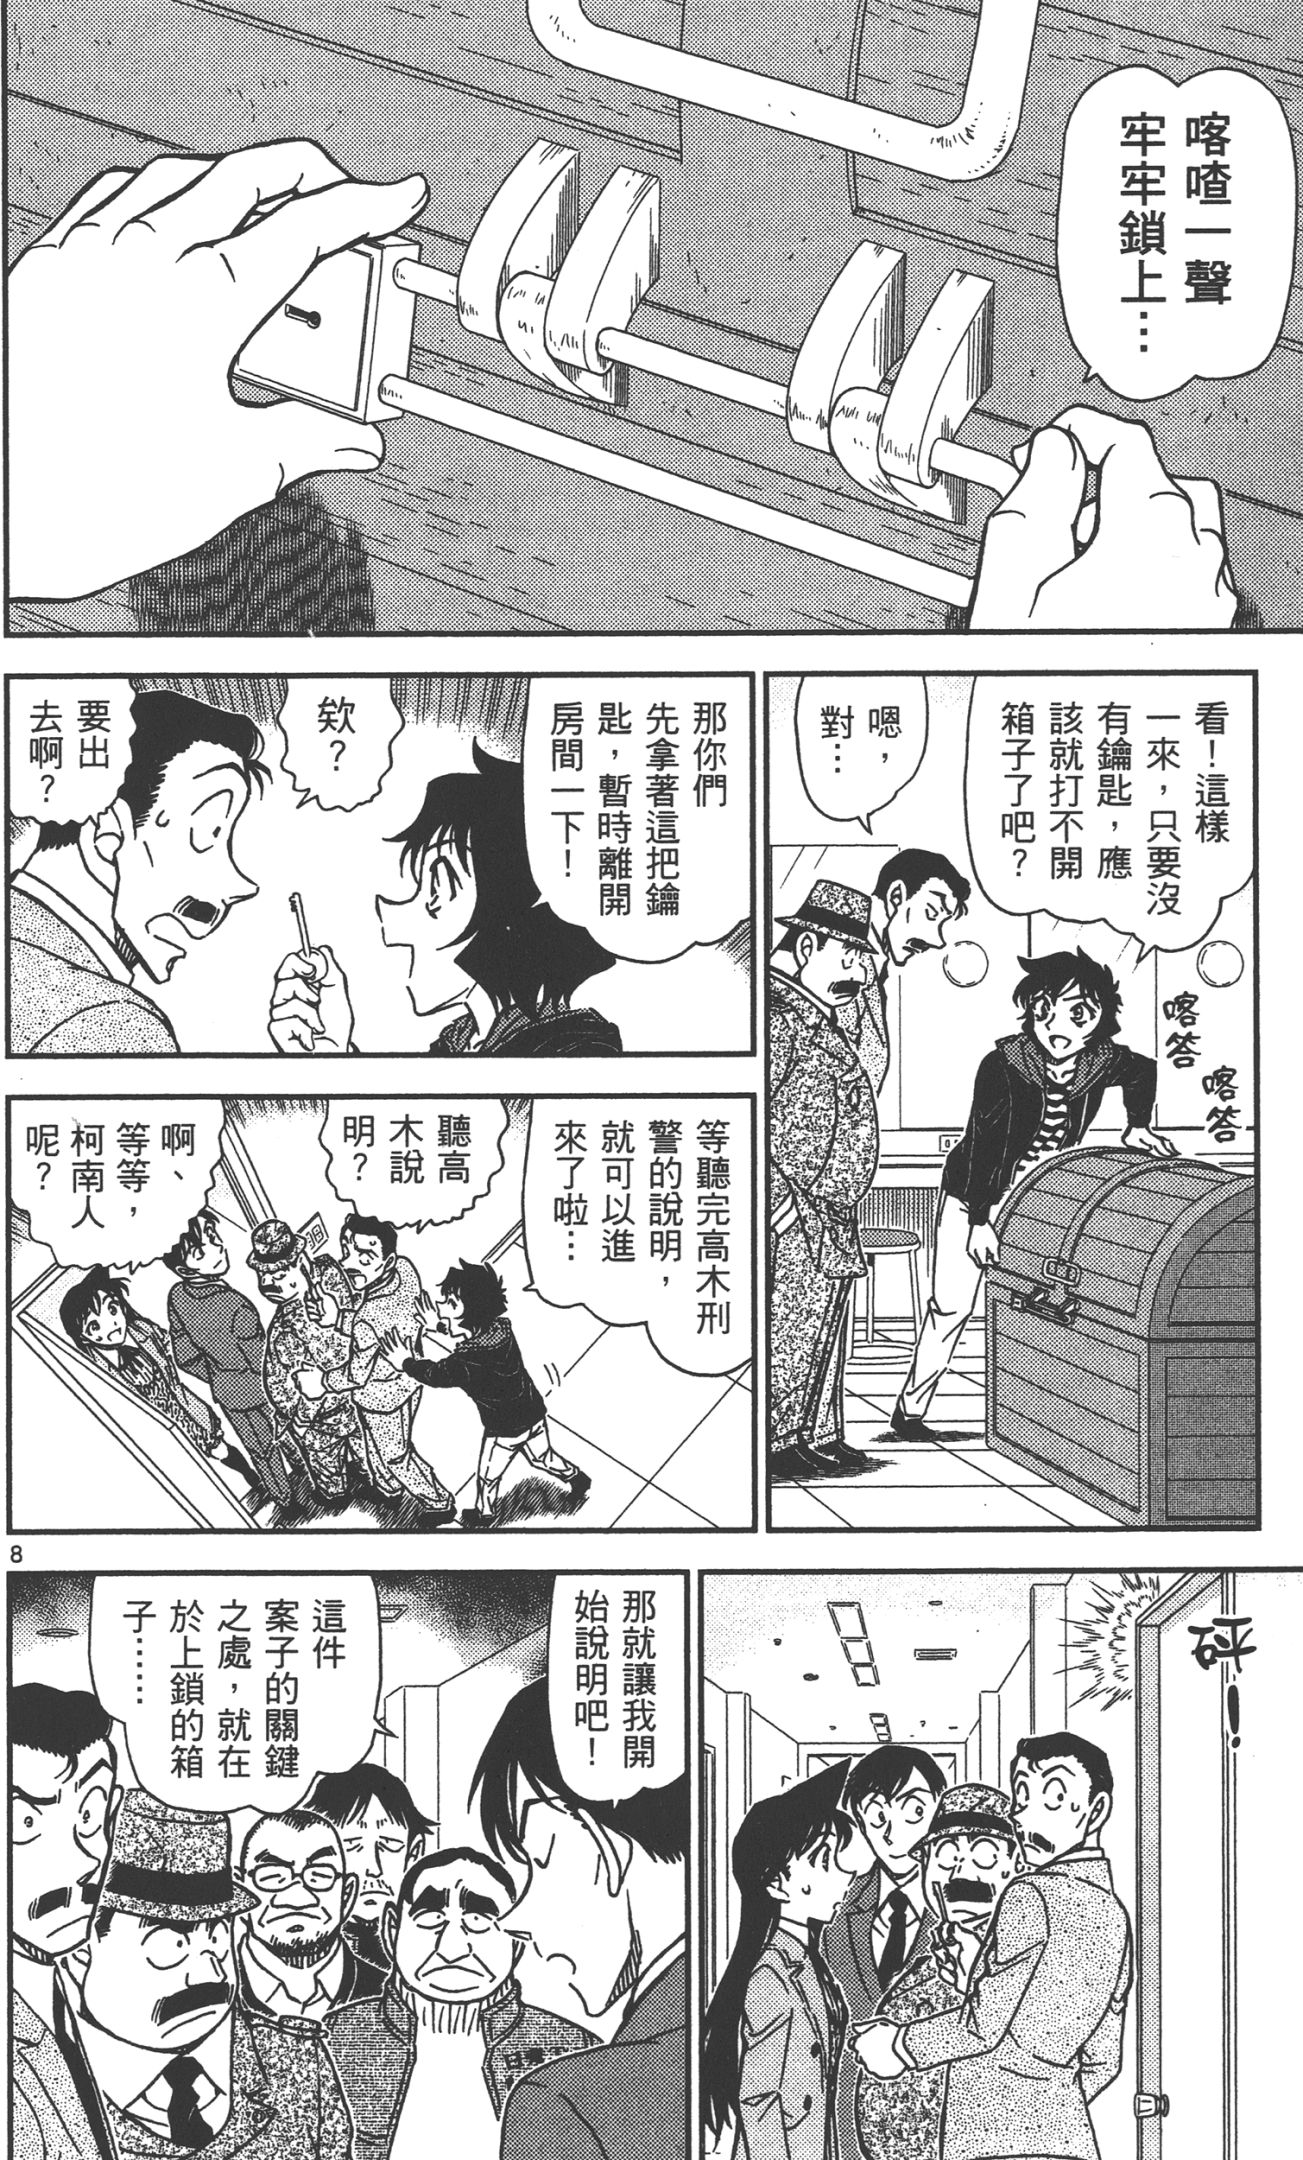 喀喳一聲
牢牢鎖上…
看！這樣
一來，只要沒
有鑰匙，應
該就打不開
箱子了吧？
喀答
喀答
嗯，
對…
那你們
先拿著這把鑰
匙，暫時離開
房間一下！
欸？
要出
去啊？
等聽完高木刑
警的說明，
就可以進
來了啦…
聽高
木說
明？
啊、
等等，
柯南人
呢？
砰！
那就讓我開
始說明吧！
這件
案子的關鍵
之處，就在
於上鎖的箱
子……
8